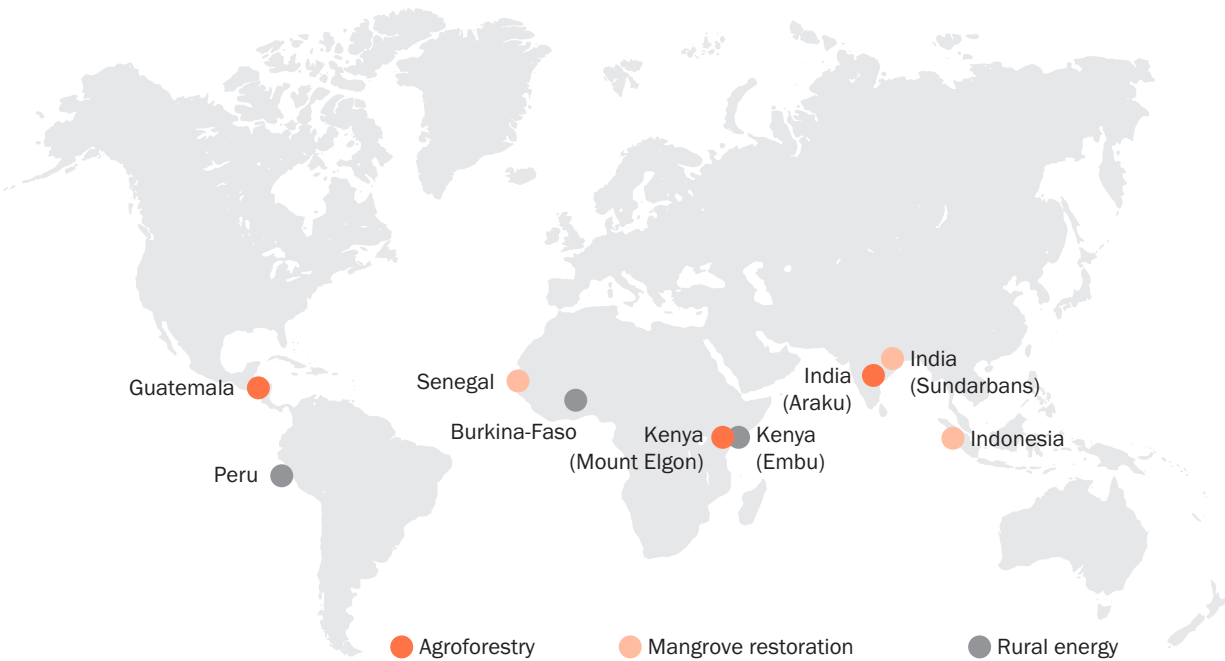 Guatemala
Senegal
India
(Araku)
India
(Sundarbans)
Burkina-Faso
Kenya
(Mount Elgon)
Kenya
(Embu)
Indonesia
Peru
Agroforestry
Mangrove restoration
Rural energy